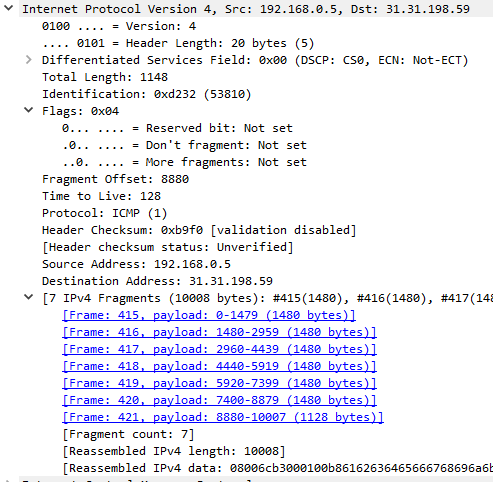 Internet Protocol Version 4, Src: 192.168.0.5, Dst: 31.31.198.59
0100 .... = Version: 4
.... 0101 = Header Length: 20 bytes (5)
Differentiated Services Field: 0x00 (DSCP: CS0, ECN: Not-ECT)
Total Length: 1148
Identification: 0xd232 (53810)
Flags: 0x04
0... .... = Reserved bit: Not set
.0.. .... = Don't fragment: Not set
..0. .... = More fragments: Not set
Fragment Offset: 8880
Time to Live: 128
Protocol: ICMP (1)
Header Checksum: 0xb9f0 [validation disabled]
[Header checksum status: Unverified]
Source Address: 192.168.0.5
Destination Address: 31.31.198.59
[7 IPv4 Fragments (10008 bytes): #415(1480), #416(1480), #417(148
[Frame: 415, payload: 0-1479 (1480 bytes)]
[Frame: 416, payload: 1480-2959 (1480 bytes)]
[Frame: 417, payload: 2960-4439 (1480 bytes)]
[Frame: 418, payload: 4440-5919 (1480 bytes)]
[Frame: 419, payload: 5920-7399 (1480 bytes)]
[Frame: 420, payload: 7400-8879 (1480 bytes)]
[Frame: 421, payload: 8880-10007 (1128 bytes)]
[Fragment count: 7]
[Reassembled IPv4 length: 10008]
[Reassembled IPv4 data: 08006cb3000100b86162636465666768696a6b